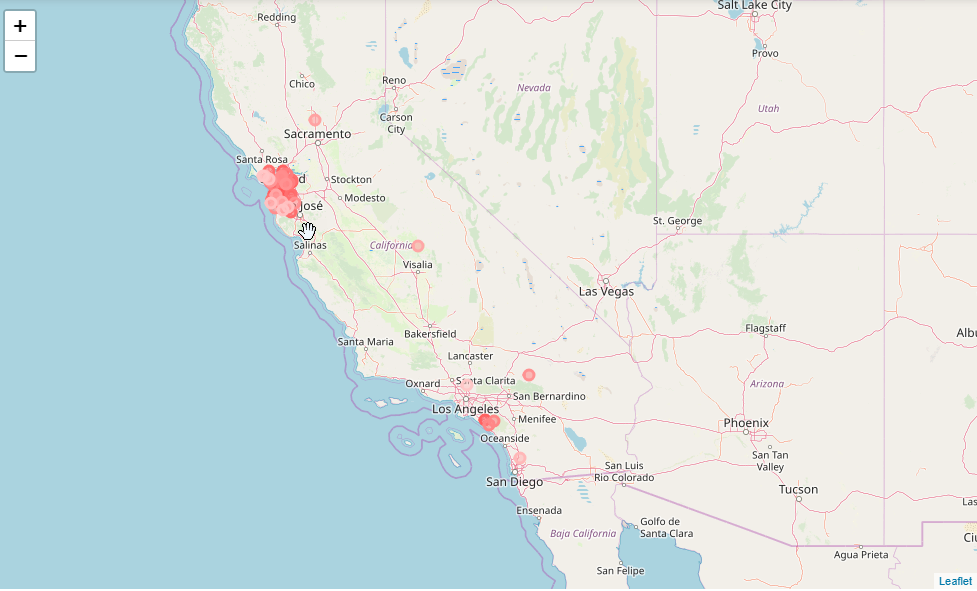 +
−
Redding
Salt Lake City
Provo
Chico
Reno
Nevada
Carson
City
Utah
Sacramento
Santa Rosa
d
Stockton
Modesto
José
Salinas
California
Visalia
St. George
Las Vegas
Bakersfield
Santa Maria
Flagstaff
Albu
Lancaster
Oxnard
Santa Clarita
San Bernardino
Arizona
Los Angeles
Menifee
Phoenix
Oceanside
San Tan
Valley
San Diego
San Luis
Rio Colorado
Tucson
Las
Ensenada
Golfo de
Santa Clara
Baja California
Ciu
Agua Prieta
San Felipe
Leaflet